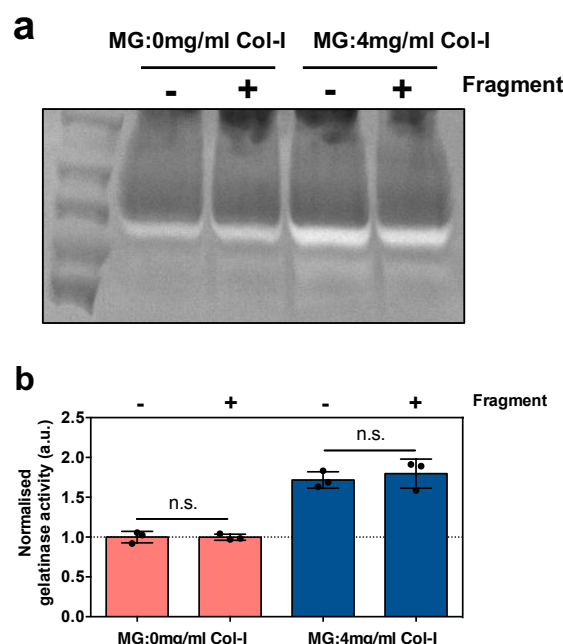 a
MG:0mg/ml Col-I MG:4mg/ml Col-I
- + - + Fragment
b
- + - + Fragment
Normalised
gelatinase activity (a.u.)
2.5
2.0
1.5
1.0
0.5
0.0
n.s.
n.s.
MG:0mg/ml Col-I MG:4mg/ml Col-I